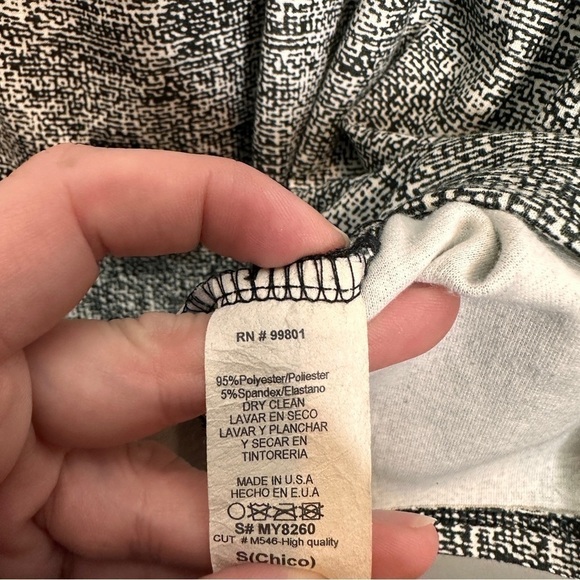 RN # 99801
95%Polyester/Poliester
5%Spandex/Elastano
DRY CLEAN
LAVAR EN SECO
LAVAR Y PLANCHAR
Y SECAR EN
TINTORERIA
MADE IN U.S.A
HECHO EN E.U.A
S# MY8260
CUT # M546-High quality
S(Chico)